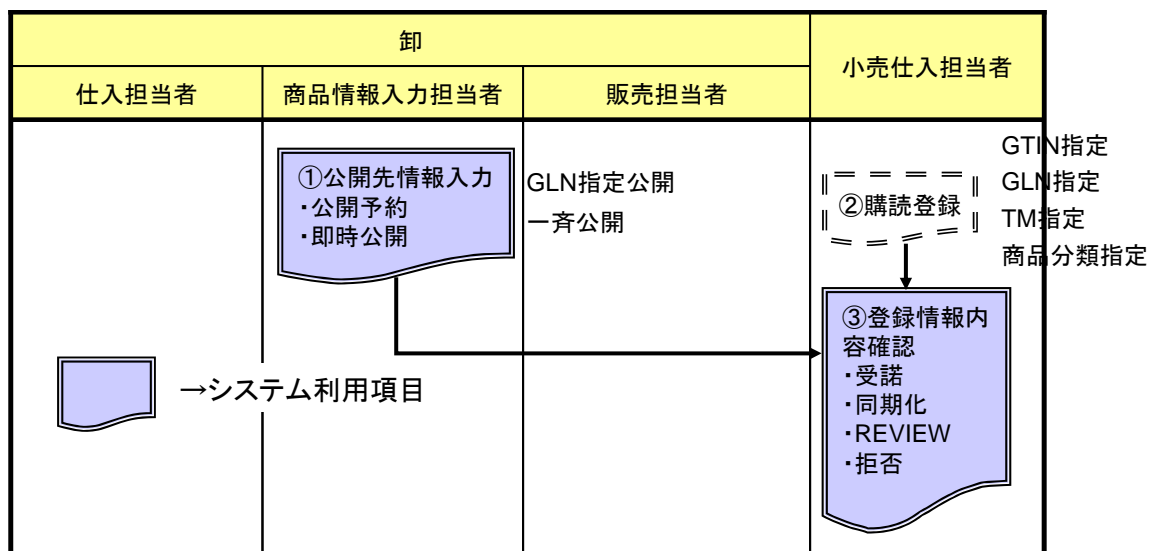 卸
小売仕入担当者
仕入担当者
商品情報入力担当者
販売担当者
①公開先情報入力
・公開予約
・即時公開
GLN指定公開
一斉公開
②購読登録
GTIN指定
GLN指定
TM指定
商品分類指定
③登録情報内
容確認
・受諾
・同期化
・REVIEW
・拒否
→システム利用項目